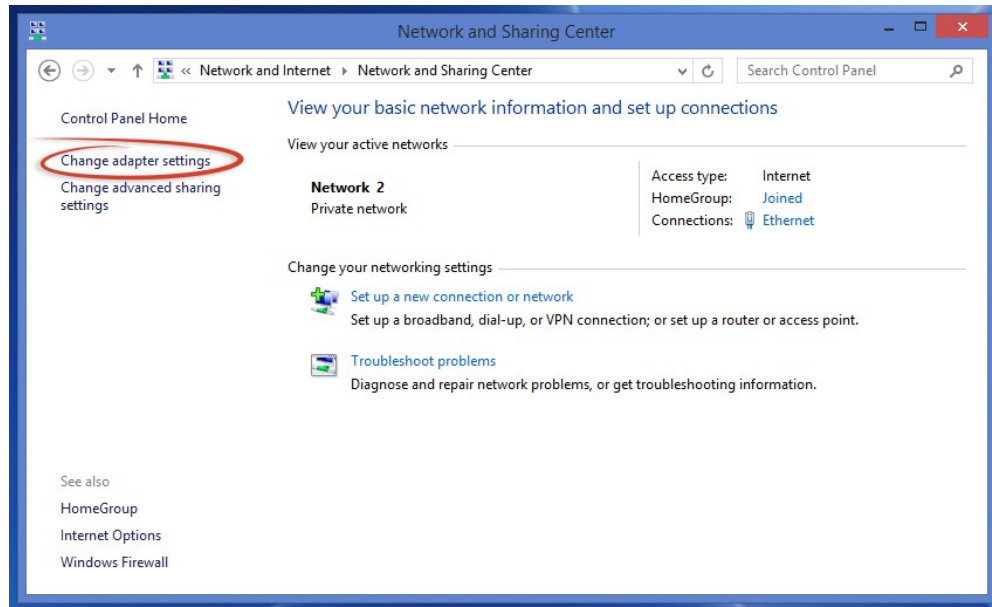 Network and Sharing Center
« Network and Internet Network and Sharing Center Search Control Panel
Control Panel Home
Change adapter settings
Change advanced sharing
settings
View your basic network information and set up connections
View your active networks
Network 2
Private network
Access type: Internet
HomeGroup: Joined
Connections: Ethernet
Change your networking settings
Set up a new connection or network
Set up a broadband, dial-up, or VPN connection; or set up a router or access point.
Troubleshoot problems
Diagnose and repair network problems, or get troubleshooting information.
See also
HomeGroup
Internet Options
Windows Firewall